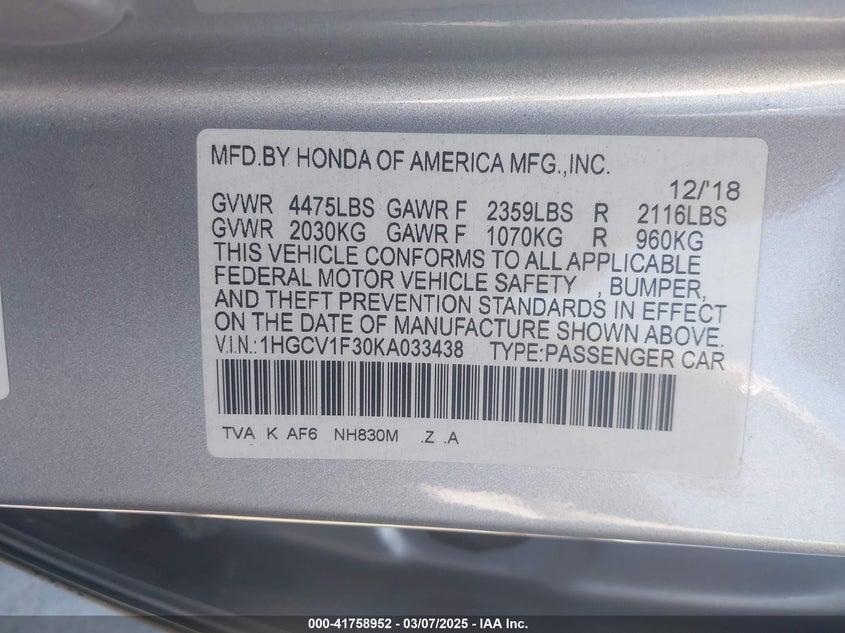 MFD.BY HONDA OF AMERICA MFG.,INC.
12/'18
GVWR 4475LBS GAWR F 2359LBS R 2116LBS
GVWR 2030KG GAWR F 1070KG R 960KG
THIS VEHICLE CONFORMS TO ALL APPLICABLE
FEDERAL MOTOR VEHICLE SAFETY , BUMPER,
AND THEFT PREVENTION STANDARDS IN EFFECT
ON THE DATE OF MANUFACTURE SHOWN ABOVE.
V.I.N.:1HGCV1F30KA033438 TYPE:PASSENGER CAR
TVA K AF6 NH830M .Z .A
000-41758952 - 03/07/2025 - IAA Inc.